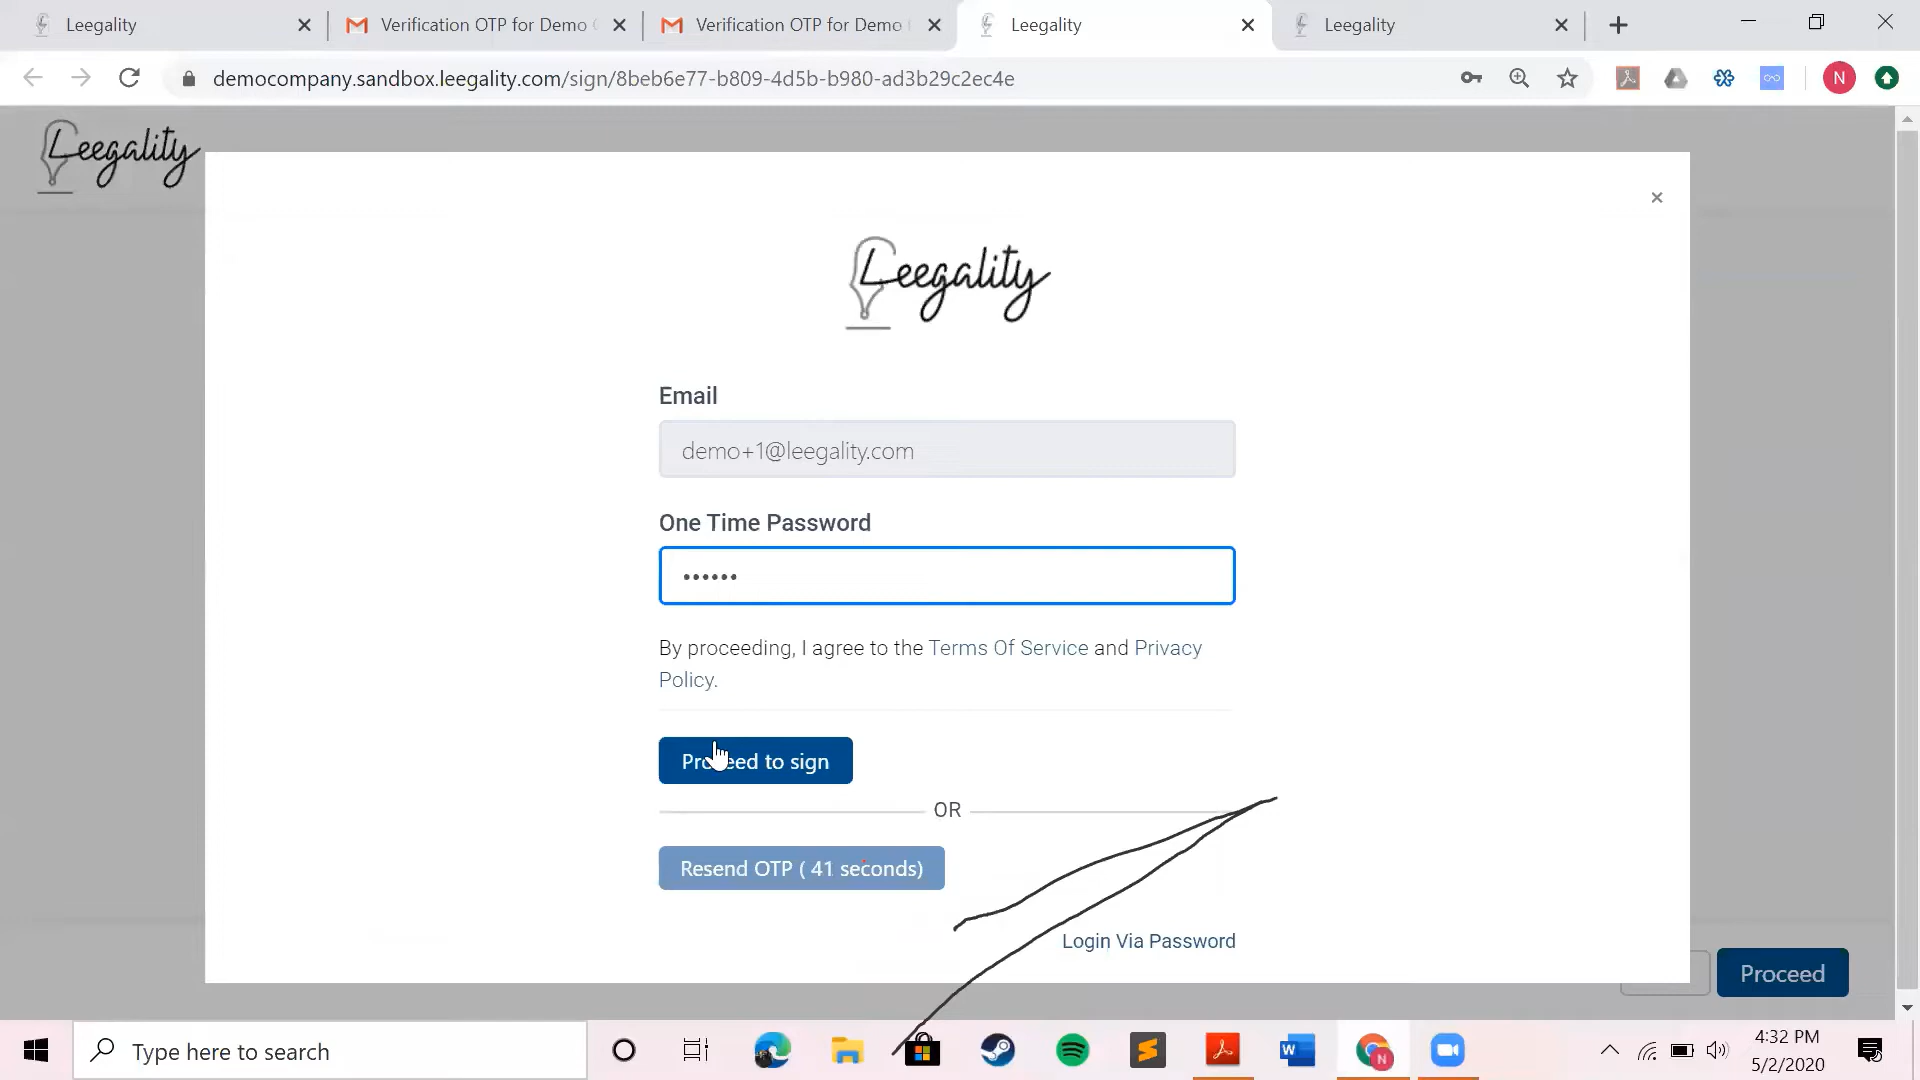 Leegality
Verification OTP for Demo
Verification OTP for Demo
Leegality
Leegality
democompany.sandbox.leegality.com/sign/8beb6e77-b809-4d5b-b980-ad3b29c2ec4e
N
Leegality
Leegality
Email
demo+1@leegality.com
One Time Password
••••••
By proceeding, I agree to the Terms Of Service and Privacy
Policy.
Proceed to sign
OR
Resend OTP ( 41 seconds)
Login Via Password
Proceed
Type here to search
4:32 PM
5/2/2020